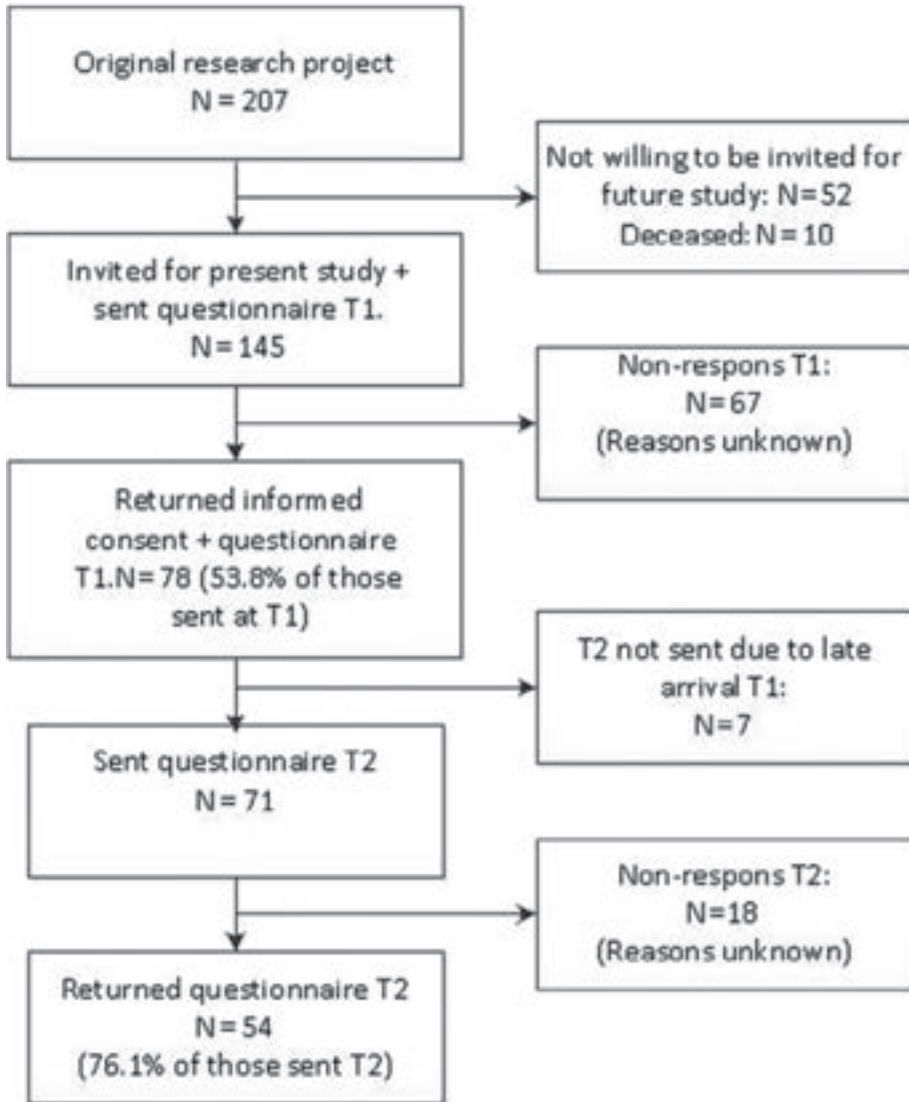 Original research project
N = 207
Not willing to be invited for
future study: N=52
Deceased: N=10
Invited for present study +
sent questionnaire T1.
N=145
Non-respons T1:
N=67
(Reasons unknown)
Returned informed
consent + questionnaire
T1.N=78 (53.8% of those
sent at T1)
T2 not sent due to late
arrival T1:
N=7
Sent questionnaire T2
N=71
Non-respons T2:
N=18
(Reasons unknown)
Returned questionnaire T2
N=54
(76.1% of those sent T2)